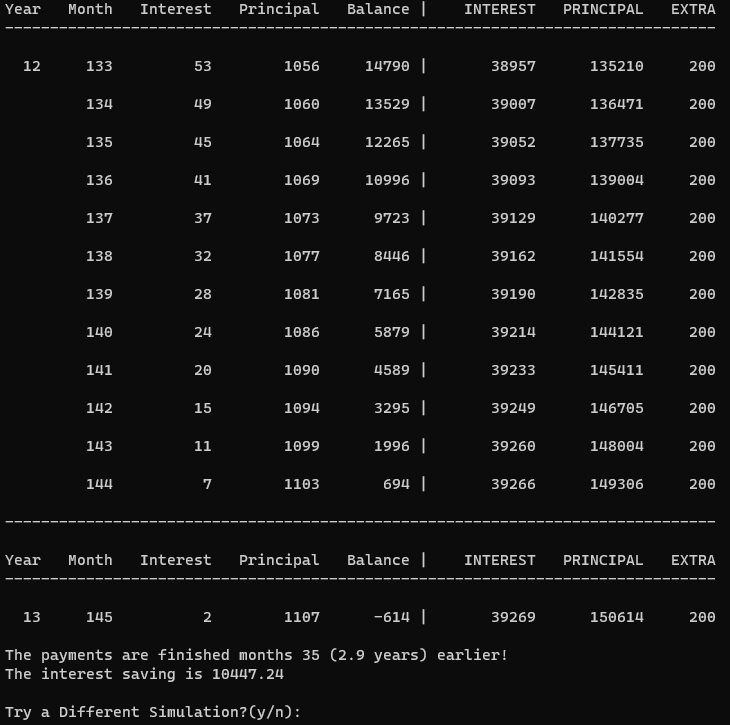 Year   Month   Interest   Principal   Balance |    INTEREST   PRINCIPAL   EXTRA
-------------------------------------------------------------------------------
  12     133         53        1056     14790 |       38957      135210     200
         134         49        1060     13529 |       39007      136471     200
         135         45        1064     12265 |       39052      137735     200
         136         41        1069     10996 |       39093      139004     200
         137         37        1073      9723 |       39129      140277     200
         138         32        1077      8446 |       39162      141554     200
         139         28        1081      7165 |       39190      142835     200
         140         24        1086      5879 |       39214      144121     200
         141         20        1090      4589 |       39233      145411     200
         142         15        1094      3295 |       39249      146705     200
         143         11        1099      1996 |       39260      148004     200
         144          7        1103       694 |       39266      149306     200
-------------------------------------------------------------------------------
Year   Month   Interest   Principal   Balance |    INTEREST   PRINCIPAL   EXTRA
-------------------------------------------------------------------------------
  13     145          2        1107      -614 |       39269      150614     200
The payments are finished months 35 (2.9 years) earlier!
The interest saving is 10447.24
Try a Different Simulation?(y/n):